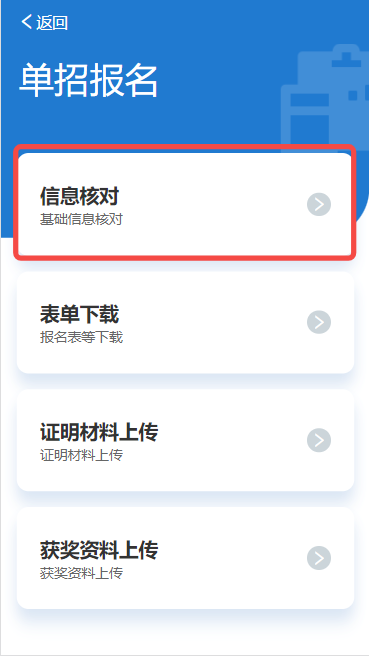 返回
单招报名
信息核对
基础信息核对
表单下载
报名表等下载
证明材料上传
证明材料上传
获奖资料上传
获奖资料上传